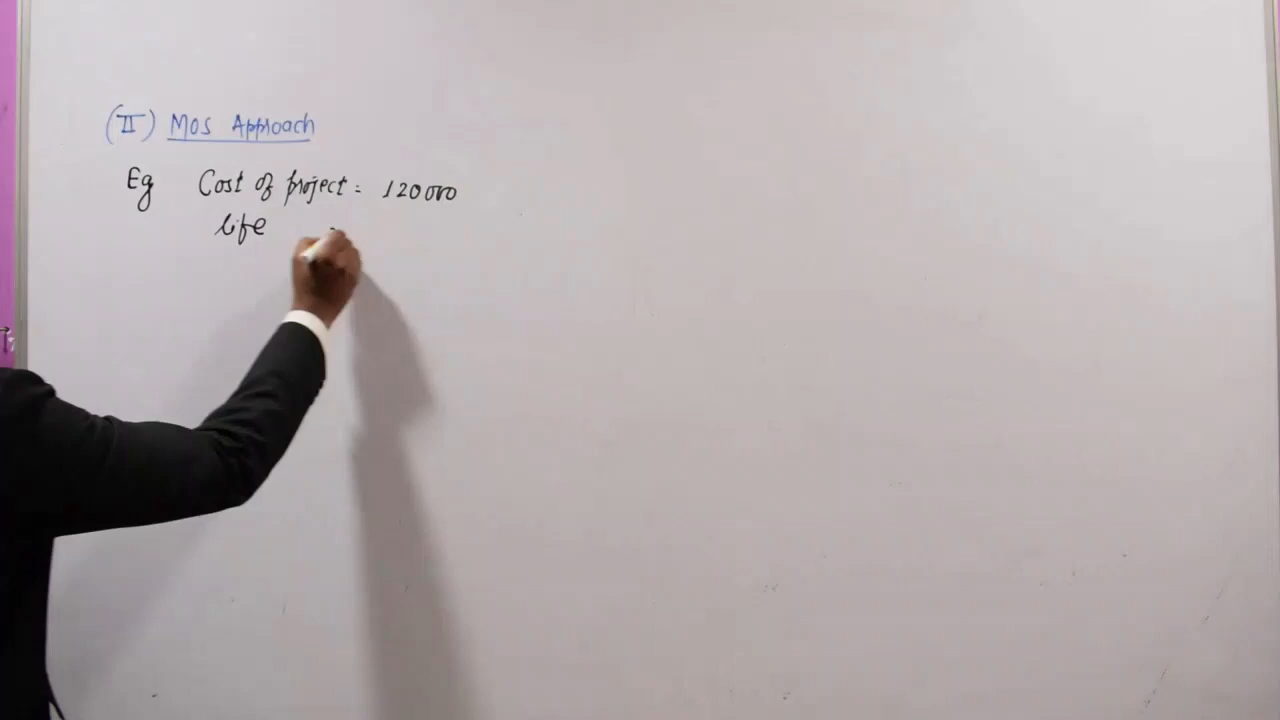 (II) MOS Approach
Eg Cost of project = 120000
life